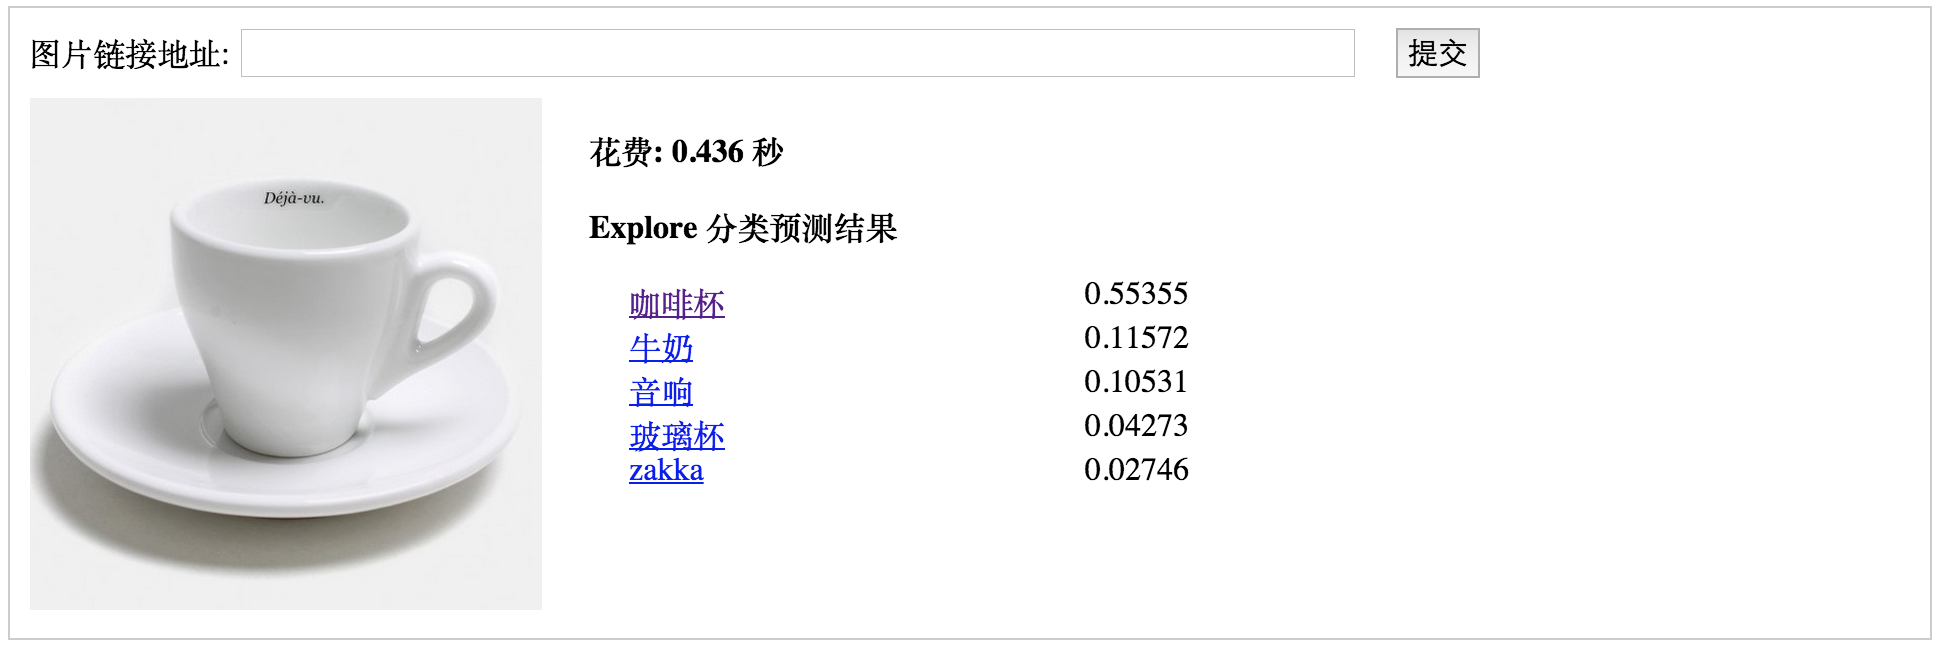 图片链接地址: 提交
Déjà-vu.
花费: 0.436 秒
Explore 分类预测结果
咖啡杯 0.55355
牛奶 0.11572
音响 0.10531
玻璃杯 0.04273
zakka 0.02746